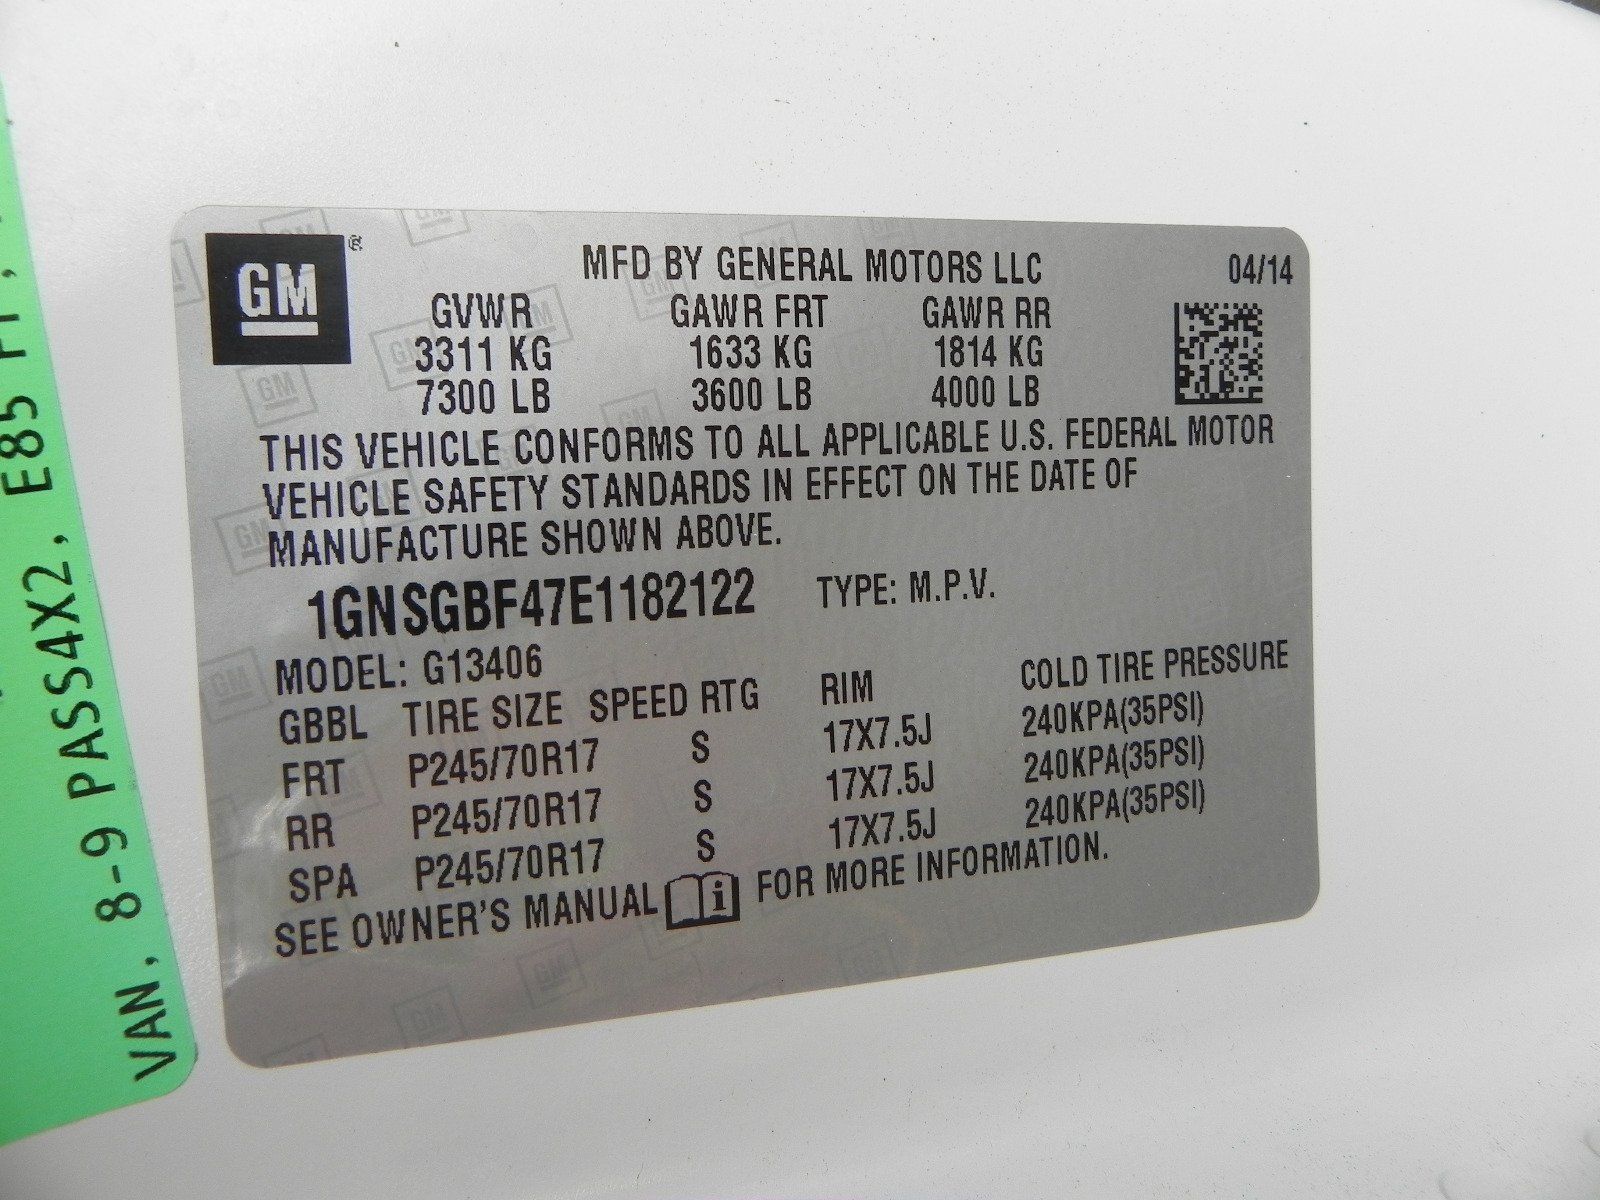 GM ®
MFD BY GENERAL MOTORS LLC 04/14
GVWR GAWR FRT GAWR RR
3311 KG 1633 KG 1814 KG
7300 LB 3600 LB 4000 LB
THIS VEHICLE CONFORMS TO ALL APPLICABLE U.S. FEDERAL MOTOR
VEHICLE SAFETY STANDARDS IN EFFECT ON THE DATE OF
MANUFACTURE SHOWN ABOVE.
1GNSGBF47E1182122 TYPE: M.P.V.
MODEL: G13406
GBBL TIRE SIZE SPEED RTG RIM COLD TIRE PRESSURE
FRT P245/70R17 S 17X7.5J 240KPA(35PSI)
RR P245/70R17 S 17X7.5J 240KPA(35PSI)
SPA P245/70R17 S 17X7.5J 240KPA(35PSI)
SEE OWNER'S MANUAL i FOR MORE INFORMATION.
VAN, 8-9 PASS4X2, E85